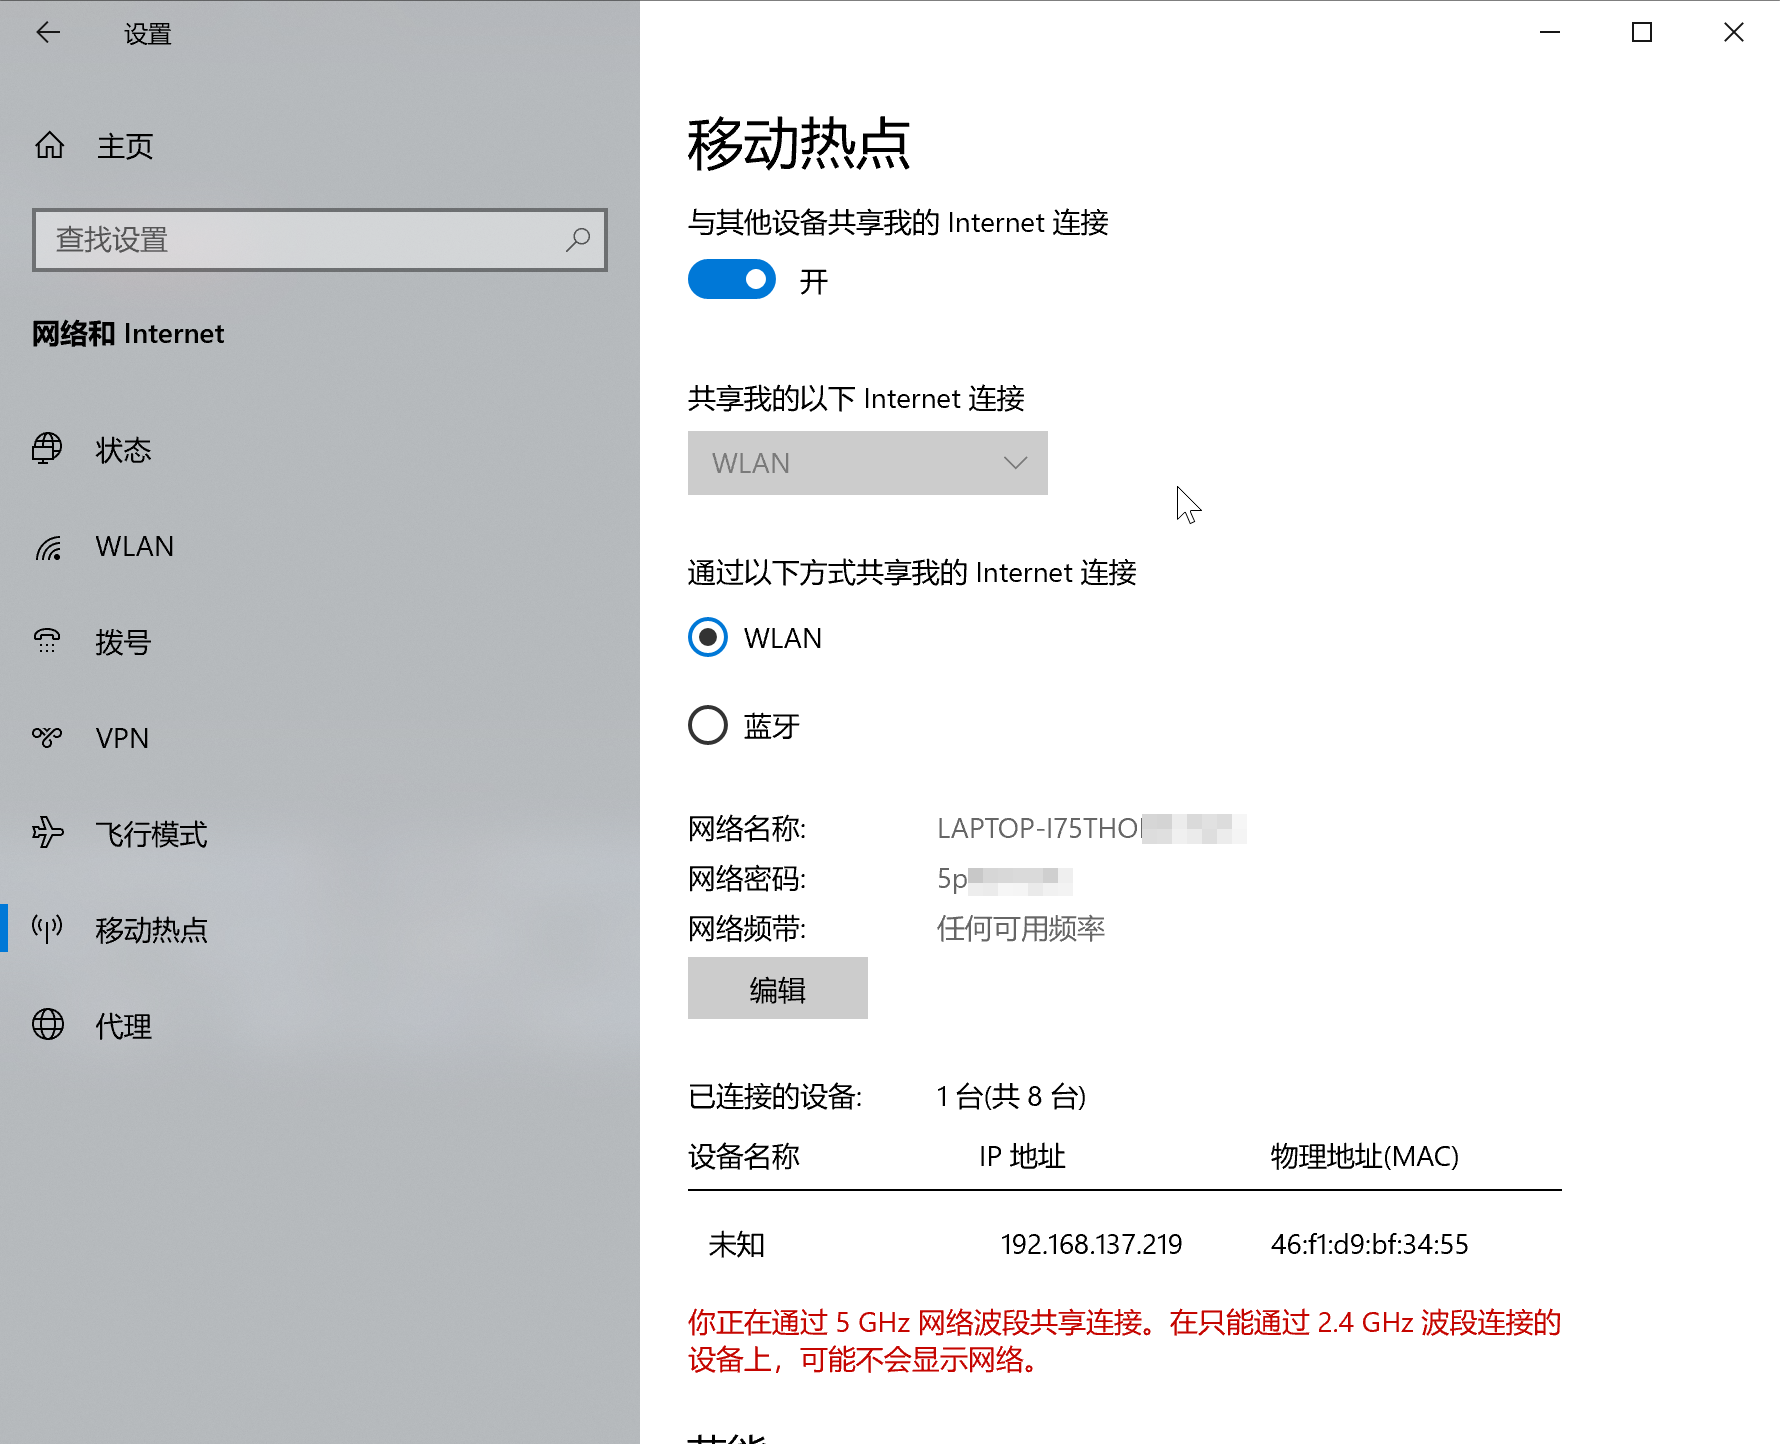 设置
主页
查找设置
网络和 Internet
状态
WLAN
拨号
VPN
飞行模式
移动热点
代理
移动热点
与其他设备共享我的 Internet 连接
开
共享我的以下 Internet 连接
WLAN
通过以下方式共享我的 Internet 连接
WLAN
蓝牙
网络名称: LAPTOP-I75THO
网络密码: 5p
网络频带: 任何可用频率
编辑
已连接的设备: 1 台(共 8 台)
设备名称 IP 地址 物理地址(MAC)
未知 192.168.137.219 46:f1:d9:bf:34:55
你正在通过 5 GHz 网络波段共享连接。在只能通过 2.4 GHz 波段连接的
设备上，可能不会显示网络。